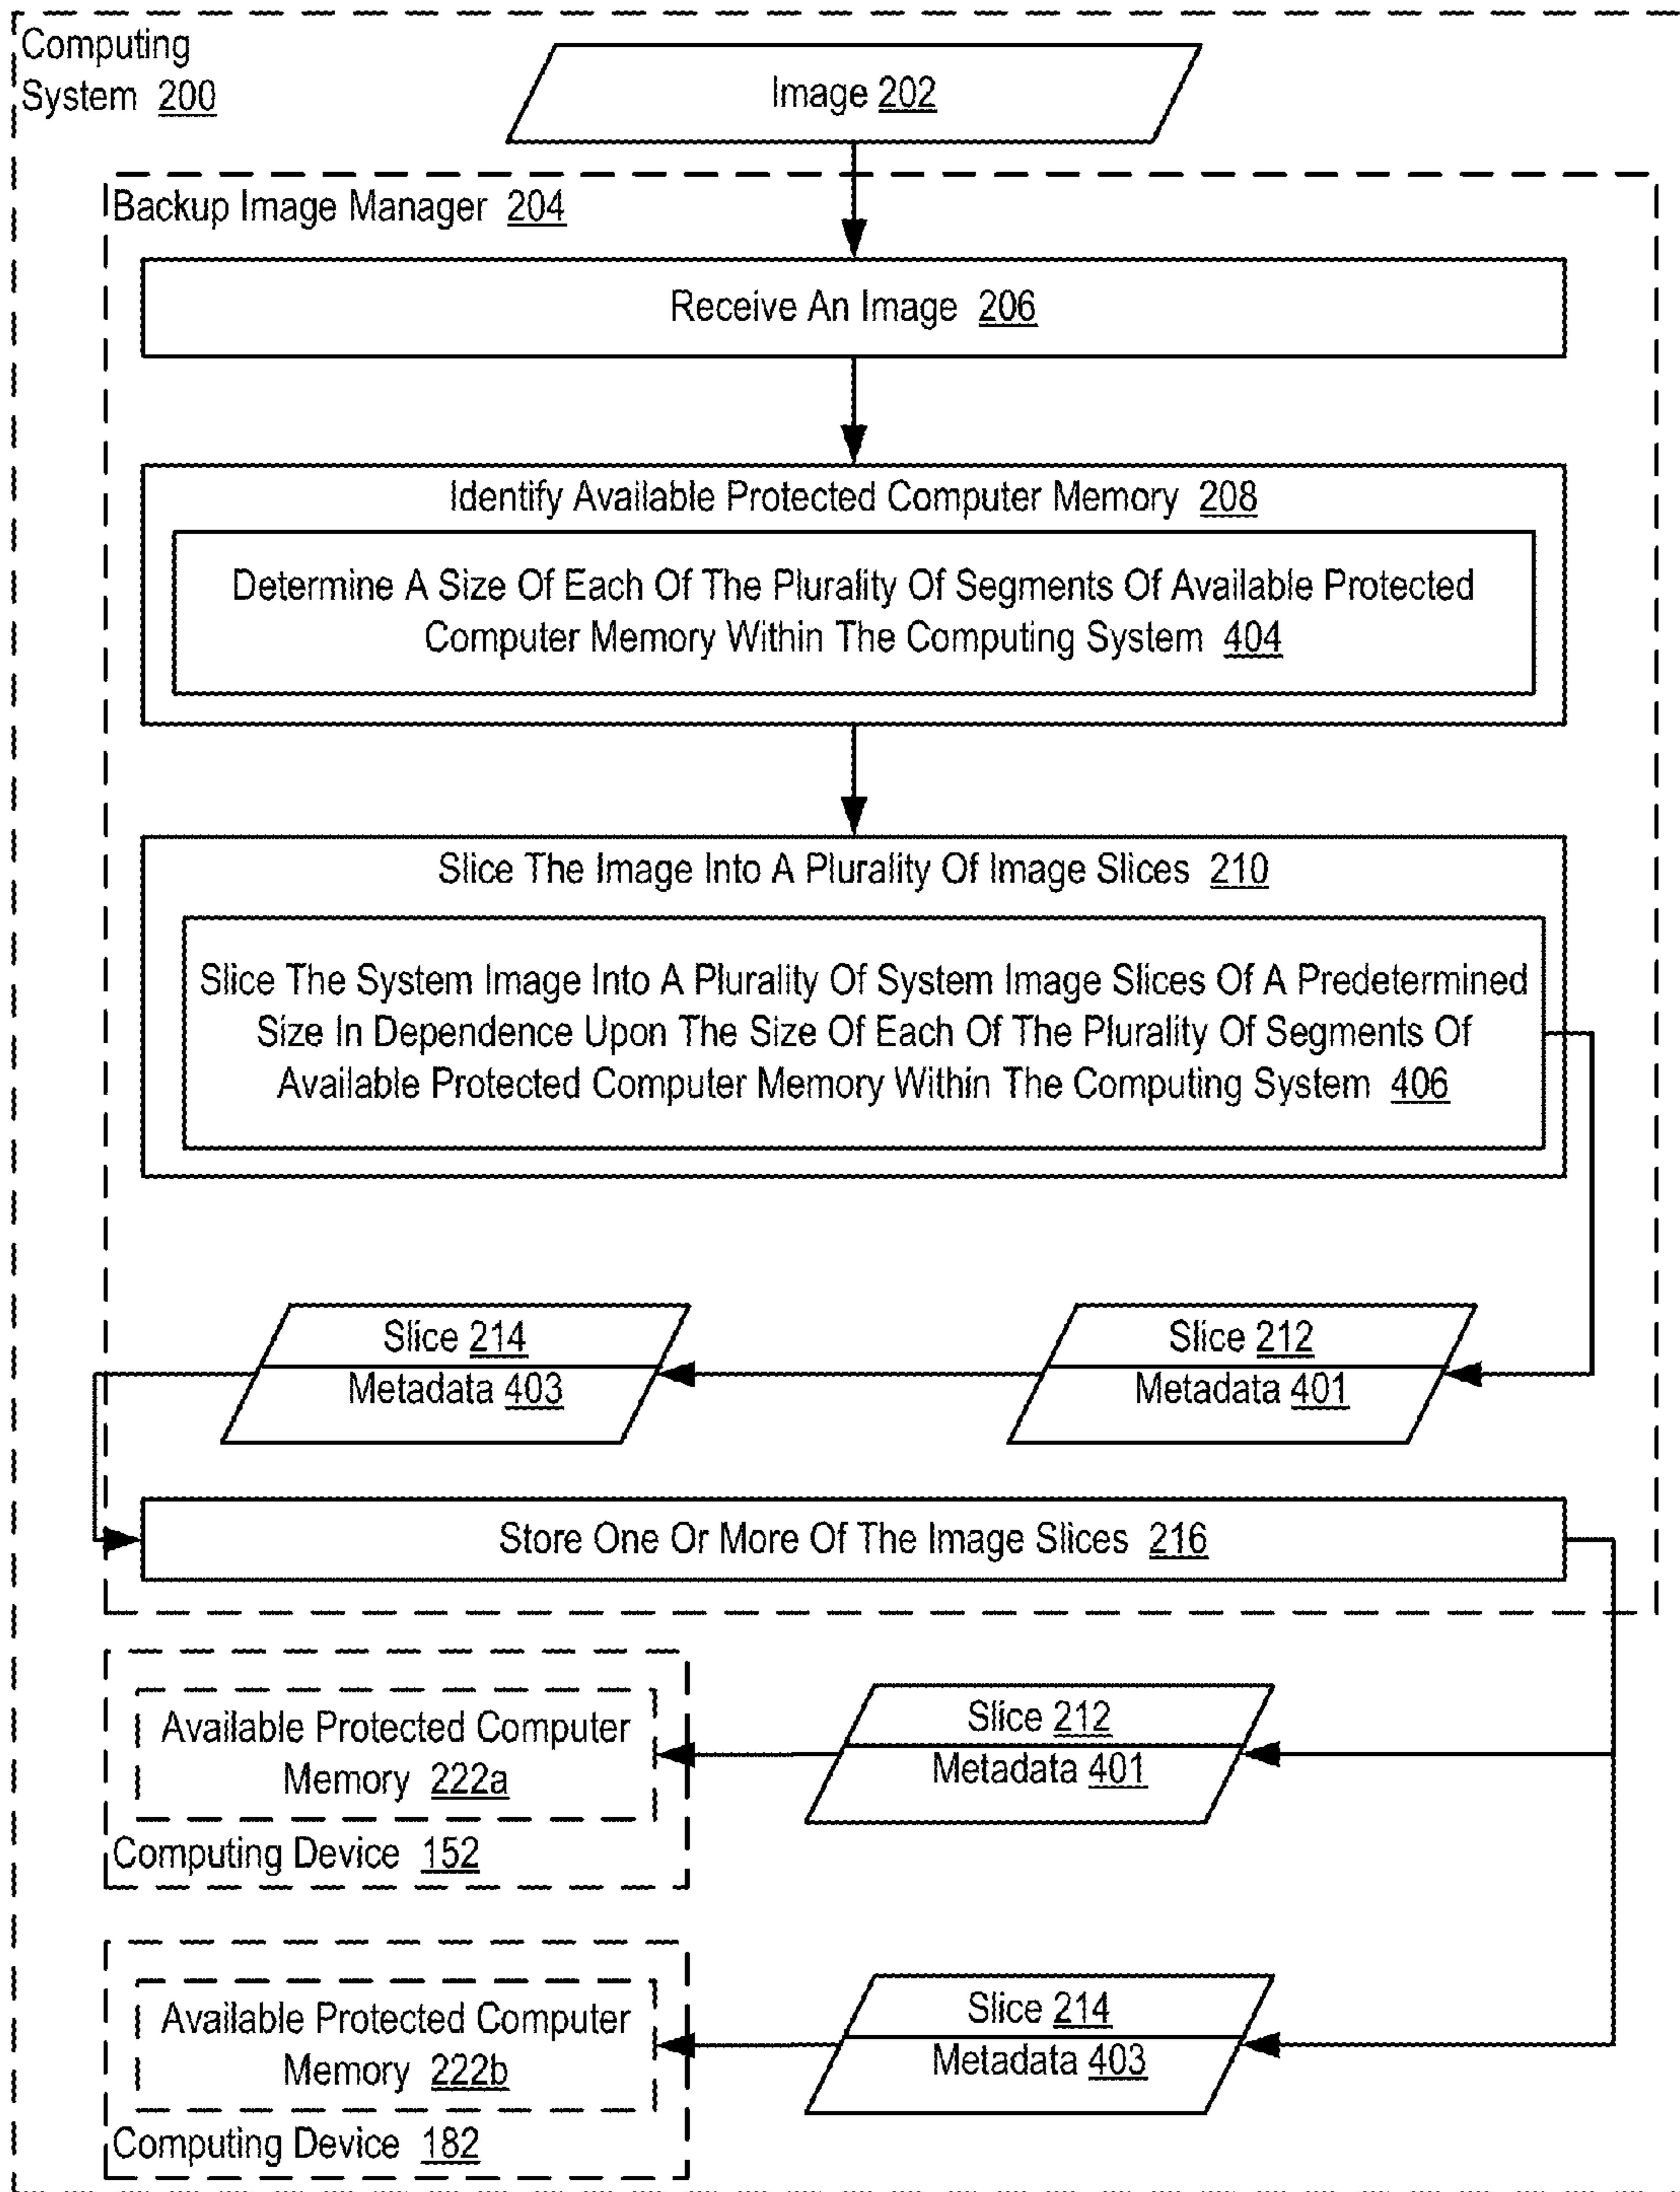 Computing
System 200
Image 202
Backup Image Manager 204
Receive An Image 206
Identify Available Protected Computer Memory 208
Determine A Size Of Each Of The Plurality Of Segments Of Available Protected
Computer Memory Within The Computing System 404
Slice The Image Into A Plurality Of Image Slices 210
Slice The System Image Into A Plurality Of System Image Slices Of A Predetermined
Size In Dependence Upon The Size Of Each Of The Plurality Of Segments Of
Available Protected Computer Memory Within The Computing System 406
Slice 214
Metadata 403
Slice 212
Metadata 401
Store One Or More Of The Image Slices 216
Available Protected Computer
Memory 222a
Computing Device 152
Slice 212
Metadata 401
Available Protected Computer
Memory 222b
Computing Device 182
Slice 214
Metadata 403